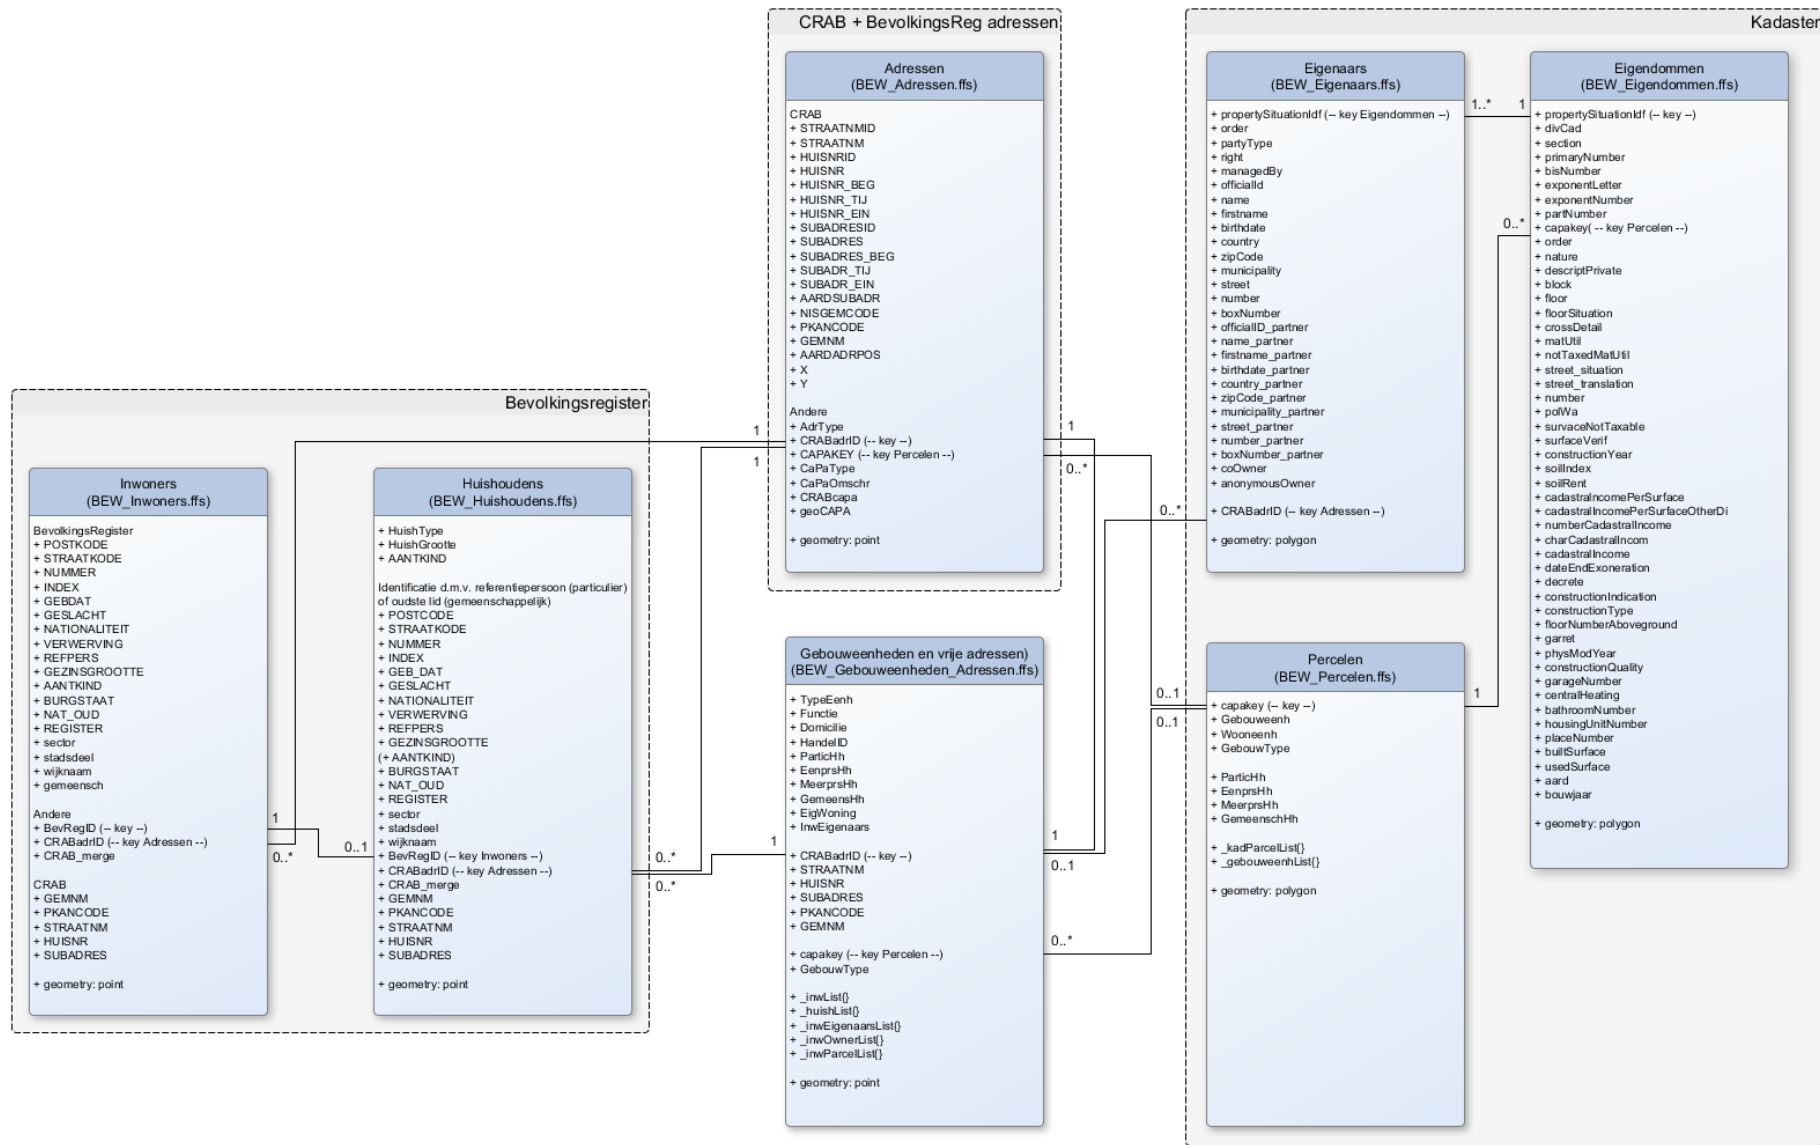 CRAB + BevolkingsReg adressen
Adressen
(BEW_Adressen.ffs)
CRAB
+ STRAATNMID
+ STRAATNM
+ HUISNRID
+ HUISNR
+ HUISNR_BEG
+ HUISNR_TIJ
+ HUISNR_EIN
+ SUBADRESID
+ SUBADRES
+ SUBADRES_BEG
+ SUBADR_TIJ
+ SUBADR_EIN
+ AARDSUBADR
+ NISGEMCODE
+ PKANCODE
+ GEMNM
+ AARDADRPOS
+ X
+ Y
Andere
+ AdrType
+ CRABadrID (-- key --)
+ CAPAKEY (-- key Percelen --)
+ CaPaType
+ CaPaOmschr
+ CRABcapa
+ geoCAPA
+ geometry: point
Kadaster
Eigenaars
(BEW_Eigenaars.ffs)
+ propertySituationIdf (-- key Eigendommen --)
+ order
+ partyType
+ right
+ managedBy
+ officialId
+ name
+ firstname
+ birthdate
+ country
+ zipCode
+ municipality
+ street
+ number
+ boxNumber
+ officialID_partner
+ name_partner
+ firstname_partner
+ birthdate_partner
+ country_partner
+ zipCode_partner
+ municipality_partner
+ street_partner
+ number_partner
+ boxNumber_partner
+ coOwner
+ anonymousOwner
+ CRABadrID (-- key Adressen --)
+ geometry: polygon
1..*
1
Eigendommen
(BEW_Eigendommen.ffs)
+ propertySituationIdf (-- key --)
+ divCad
+ section
+ primaryNumber
+ bisNumber
+ exponentLetter
+ exponentNumber
+ partNumber
+ capakey( -- key Percelen --)
+ order
+ nature
+ descriptPrivate
+ block
+ floor
+ floorSituation
+ crossDetail
+ matUtil
+ notTaxedMatUtil
+ street_situation
+ street_translation
+ number
+ polWa
+ survaceNotTaxable
+ surfaceVerif
+ constructionYear
+ soilIndex
+ soilRent
+ cadastralIncomePerSurface
+ cadastralIncomePerSurfaceOtherDi
+ numberCadastralIncome
+ charCadastralIncom
+ cadastralIncome
+ dateEndExoneration
+ decrete
+ constructionIndication
+ constructionType
+ floorNumberAboveground
+ garret
+ physModYear
+ constructionQuality
+ garageNumber
+ centralHeating
+ bathroomNumber
+ housingUnitNumber
+ placeNumber
+ builtSurface
+ usedSurface
+ aard
+ bouwjaar
+ geometry: polygon
0..*
Bevolkingsregister
Inwoners
(BEW_Inwoners.ffs)
BevolkingsRegister
+ POSTKODE
+ STRAATKODE
+ NUMMER
+ INDEX
+ GEBDAT
+ GESLACHT
+ NATIONALITEIT
+ VERWERVING
+ REFPERS
+ GEZINSGROOTTE
+ AANTKIND
+ BURGSTAAT
+ NAT_OUD
+ REGISTER
+ sector
+ stadsdeel
+ wijknaam
+ gemeensch
Andere
+ BevRegID (-- key --)
+ CRABadrID (-- key Adressen --)
+ CRAB_merge
CRAB
+ GEMNM
+ PKANCODE
+ STRAATNM
+ HUISNR
+ SUBADRES
+ geometry: point
1
0..*
0..1
Huishoudens
(BEW_Huishoudens.ffs)
+ HuishType
+ HuishGrootte
+ AANTKIND
Identificatie d.m.v. referentiepersoon (particulier)
of oudste lid (gemeenschappelijk)
+ POSTCODE
+ STRAATKODE
+ NUMMER
+ INDEX
+ GEB_DAT
+ GESLACHT
+ NATIONALITEIT
+ VERWERVING
+ REFPERS
+ GEZINSGROOTTE
(+ AANTKIND)
+ BURGSTAAT
+ NAT_OUD
+ REGISTER
+ sector
+ stadsdeel
+ wijknaam
+ BevRegID (-- key Inwoners --)
+ CRABadrID (-- key Adressen --)
+ CRAB_merge
+ GEMNM
+ PKANCODE
+ STRAATNM
+ HUISNR
+ SUBADRES
+ geometry: point
0..*
0..*
1
1
1
Gebouweenheden en vrije adressen)
(BEW_Gebouweenheden_Adressen.ffs)
+ TypeEenh
+ Functie
+ Domicilie
+ HandelID
+ ParticHh
+ EenprsHh
+ MeerprsHh
+ GemeensHh
+ EigWoning
+ InwEigenaars
+ CRABadrID (-- key --)
+ STRAATNM
+ HUISNR
+ SUBADRES
+ PKANCODE
+ GEMNM
+ capakey (-- key Percelen --)
+ GebouwType
+ _inwList{}
+ _huishList{}
+ _inwEigenaarsList{}
+ _inwOwnerList{}
+ _inwParcelList{}
+ geometry: point
1
0..*
0..*
1
0..1
0..*
0..1
0..1
Percelen
(BEW_Percelen.ffs)
+ capakey (-- key --)
+ Gebouweenh
+ Wooneenh
+ GebouwType
+ ParticHh
+ EenprsHh
+ MeerprsHh
+ GemeenschHh
+ _kadParcelList{}
+ _gebouweenhList{}
+ geometry: polygon
1